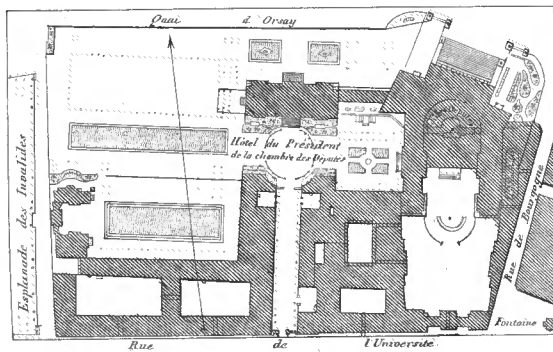 Quai d'Orsay
Esplanade des Invalides
Hôtel du Président
de la chambre des Députés
Rue de Bourgogne
Fontaine
Rue de l'Université